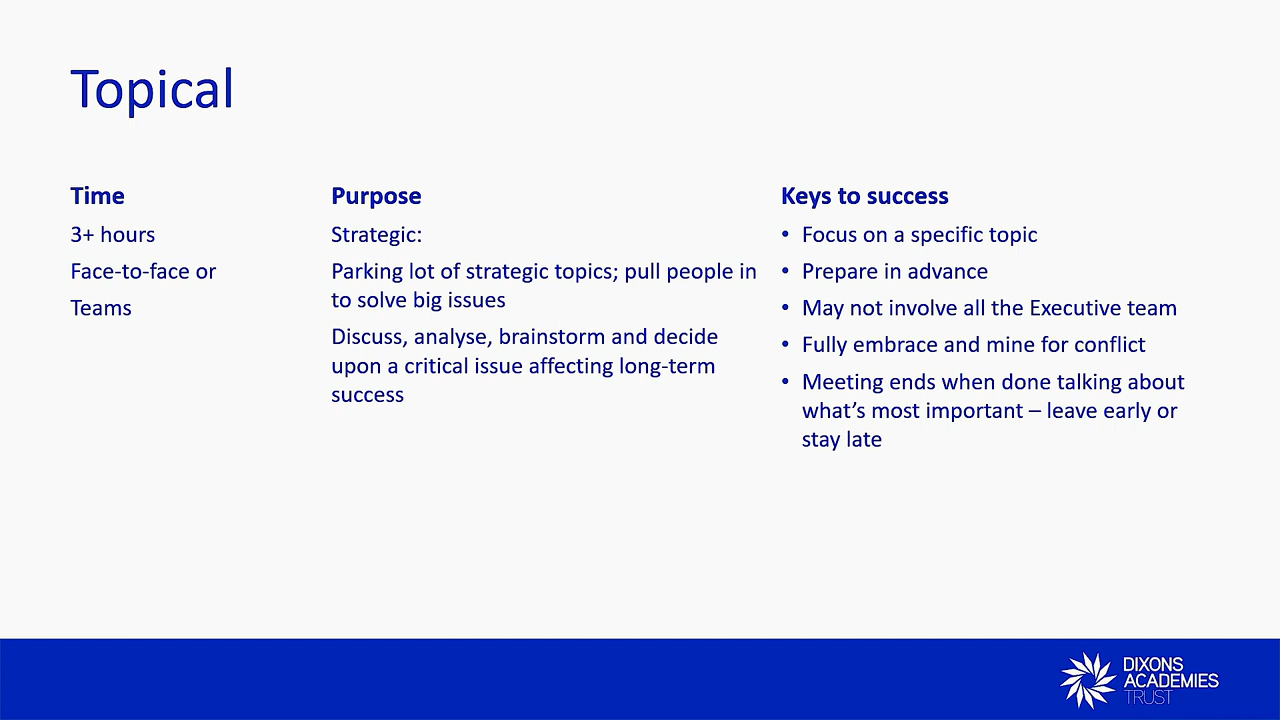 Topical
Time
3+ hours
Face-to-face or
Teams
Purpose
Strategic:
Parking lot of strategic topics; pull people in
to solve big issues
Discuss, analyse, brainstorm and decide
upon a critical issue affecting long-term
success
Keys to success
• Focus on a specific topic
• Prepare in advance
• May not involve all the Executive team
• Fully embrace and mine for conflict
• Meeting ends when done talking about
what’s most important – leave early or
stay late
DIXONS
ACADEMIES
TRUST